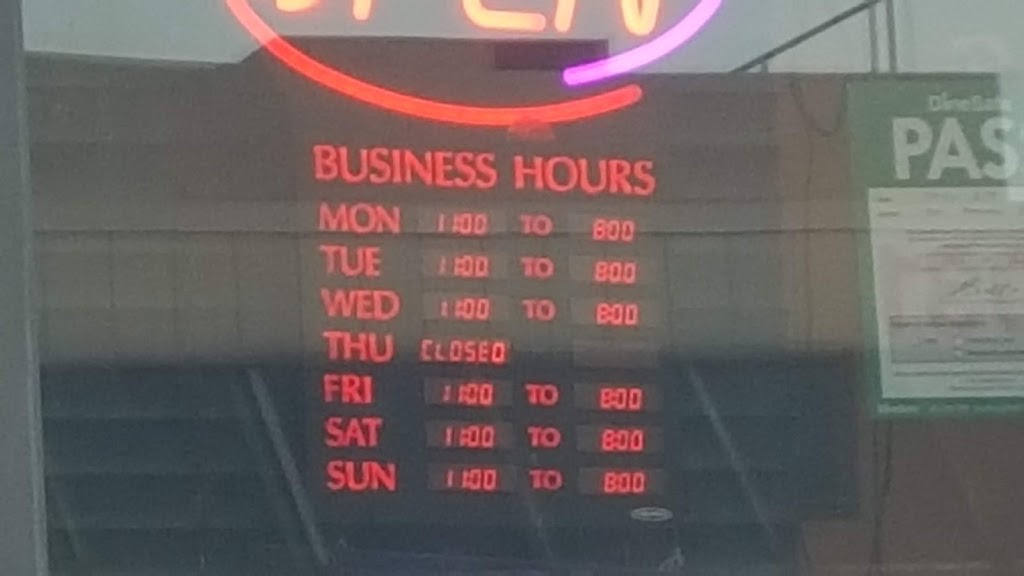 OPEN
BUSINESS HOURS
MON 11:00 TO 8:00
TUE 11:00 TO 8:00
WED 11:00 TO 8:00
THU CLOSED
FRI 11:00 TO 8:00
SAT 11:00 TO 8:00
SUN 11:00 TO 8:00
DineSafe
PAS